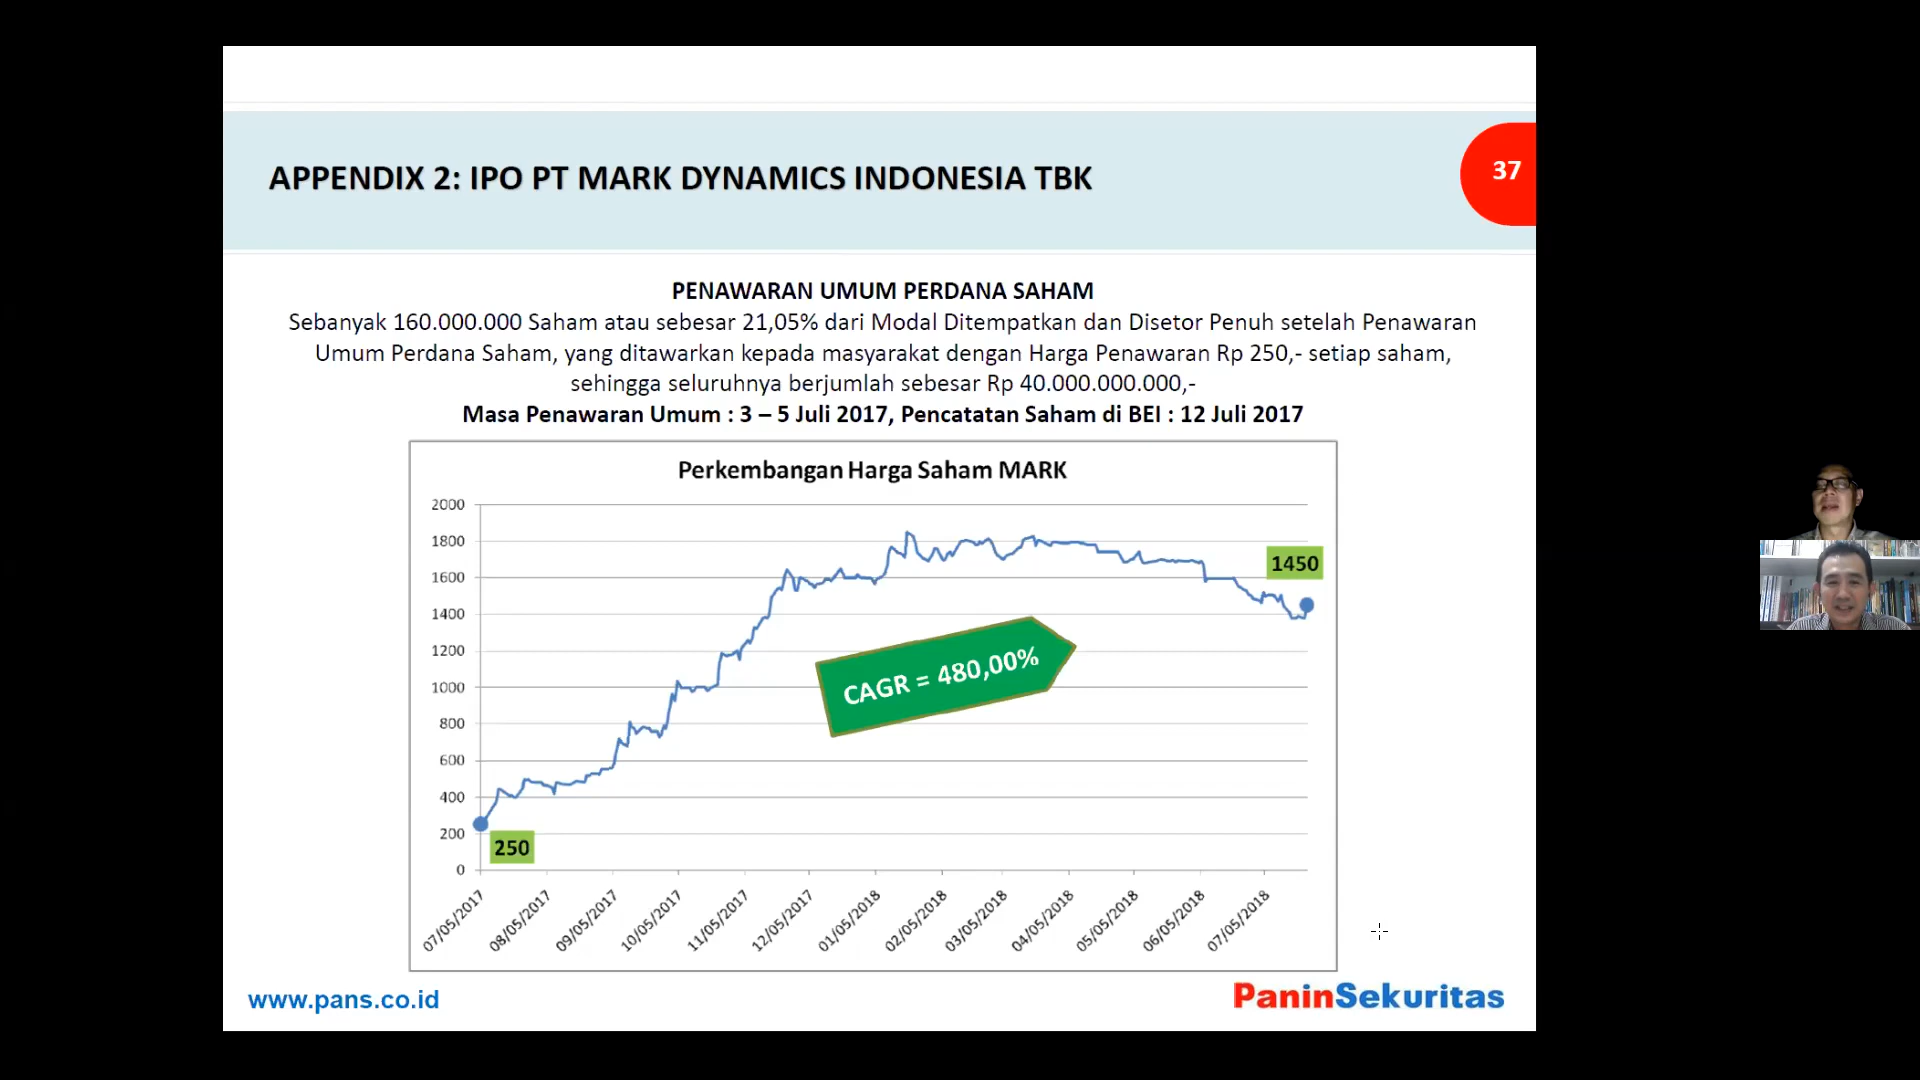 APPENDIX 2: IPO PT MARK DYNAMICS INDONESIA TBK
37
PENAWARAN UMUM PERDANA SAHAM
Sebanyak 160.000.000 Saham atau sebesar 21,05% dari Modal Ditempatkan dan Disetor Penuh setelah Penawaran
Umum Perdana Saham, yang ditawarkan kepada masyarakat dengan Harga Penawaran Rp 250,- setiap saham,
sehingga seluruhnya berjumlah sebesar Rp 40.000.000.000,-
Masa Penawaran Umum : 3 – 5 Juli 2017, Pencatatan Saham di BEI : 12 Juli 2017
Perkembangan Harga Saham MARK
2000
1800
1600
1400
1200
1000
800
600
400
200
0
1450
CAGR = 480,00%
250
07/05/2017
08/05/2017
09/05/2017
10/05/2017
11/05/2017
12/05/2017
01/05/2018
02/05/2018
03/05/2018
04/05/2018
05/05/2018
06/05/2018
07/05/2018
www.pans.co.id
PaninSekuritas